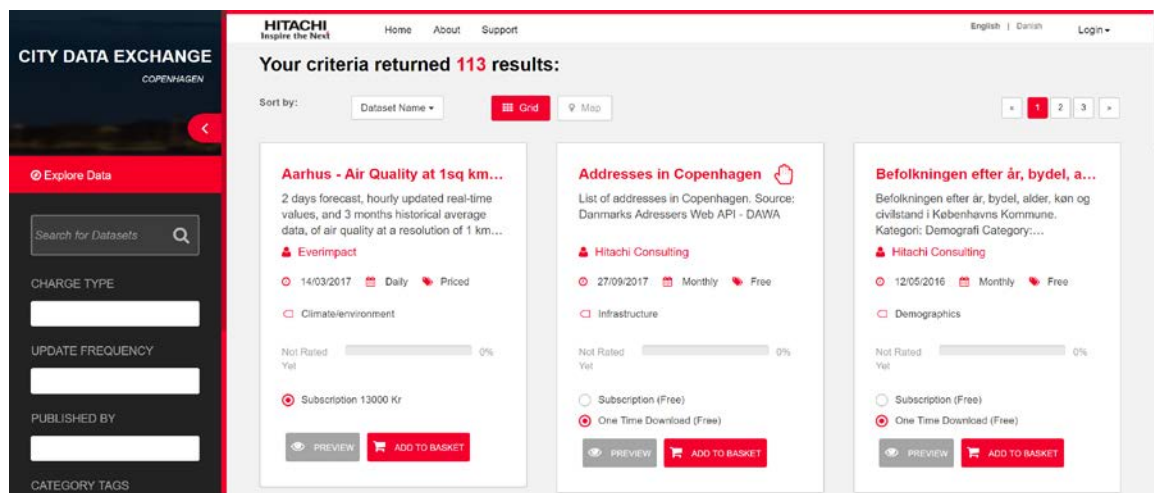 CITY DATA EXCHANGE
COPENHAGEN
Explore Data
Search for Datasets
CHARGE TYPE
UPDATE FREQUENCY
PUBLISHED BY
CATEGORY TAGS
HITACHI
Inspire the Next
Home About Support
English | Danish
Login
Your criteria returned 113 results:
Sort by:
Dataset Name
Grid
Map
« 1 2 3 »
Aarhus - Air Quality at 1sq km...
2 days forecast, hourly updated real-time
values, and 3 months historical average
data, of air quality at a resolution of 1 km...
Everimpact
14/03/2017 Daily Priced
Climate/environment
Not Rated
Yet
0%
Subscription 13000 Kr
PREVIEW
ADD TO BASKET
Addresses in Copenhagen
List of addresses in Copenhagen. Source:
Danmarks Adressers Web API - DAWA
Hitachi Consulting
27/09/2017 Monthly Free
Infrastructure
Not Rated
Yet
0%
Subscription (Free)
One Time Download (Free)
PREVIEW
ADD TO BASKET
Befolkningen efter år, bydel, a...
Befolkningen efter år, bydel, alder, køn og
civilstand i Københavns Kommune.
Kategori: Demografi Category:...
Hitachi Consulting
12/05/2016 Monthly Free
Demographics
Not Rated
Yet
0%
Subscription (Free)
One Time Download (Free)
PREVIEW
ADD TO BASKET